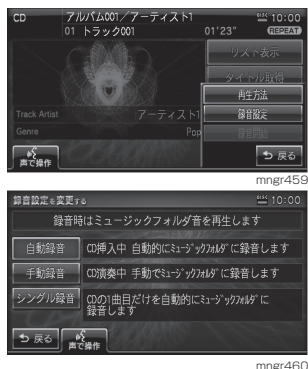 CD アルバム001／アーティスト1 10:00
01 トラック001 01'23" REPEAT
リスト表示
タイトル取得
再生方法
Track Artist アーティスト1
録音設定
Genre Pop
録音開始
声で操作
戻る
mngr459
録音設定を変更する 10:00
録音時はミュージックフォルダ音を再生します
自動録音 CD挿入中 自動的にﾐｭｰｼﾞｯｸﾌｫﾙﾀﾞに録音します
手動録音 CD演奏中 手動でﾐｭｰｼﾞｯｸﾌｫﾙﾀﾞに録音します
シングル録音 CDの1曲目だけを自動的にﾐｭｰｼﾞｯｸﾌｫﾙﾀﾞに
録音します
戻る
声で操作
mngr460